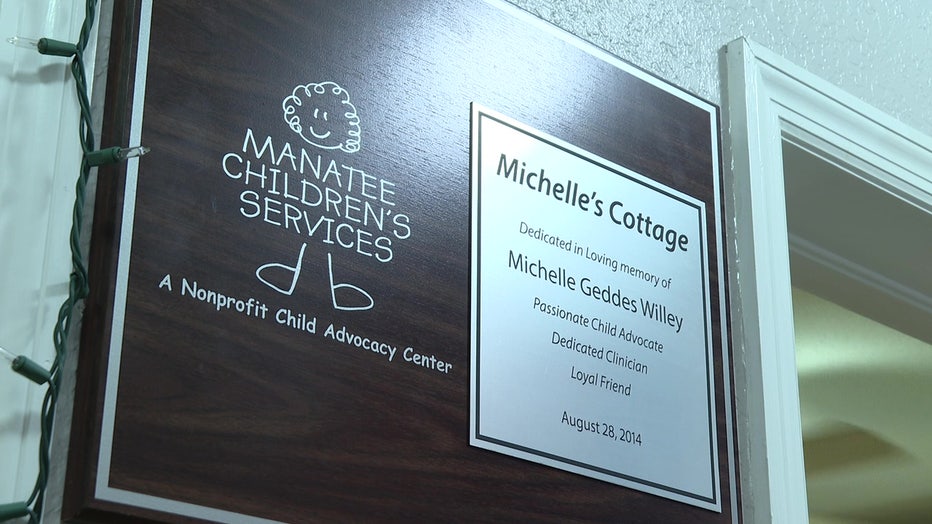 MANATEE
CHILDREN'S
SERVICES
A Nonprofit Child Advocacy Center
Michelle's Cottage
Dedicated in Loving memory of
Michelle Geddes Willey
Passionate Child Advocate
Dedicated Clinician
Loyal Friend
August 28, 2014